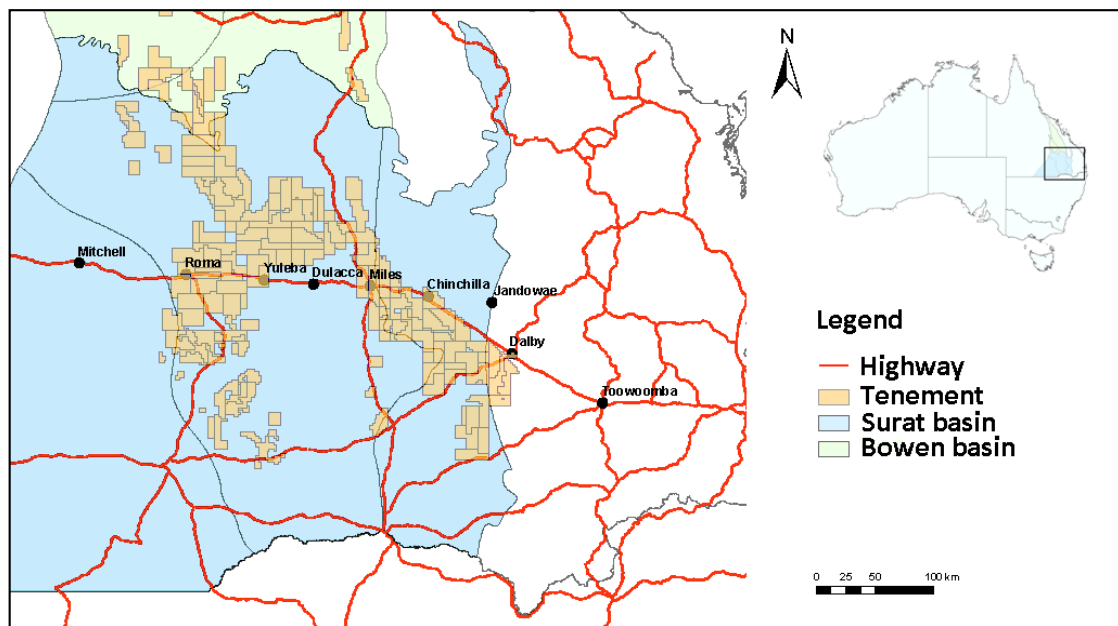 N
Mitchell
Roma
Yuleba
Dulacca
Miles
Chinchilla
Jandowae
Dalby
Toowoomba
Legend
Highway
Tenement
Surat basin
Bowen basin
0 25 50 100 km